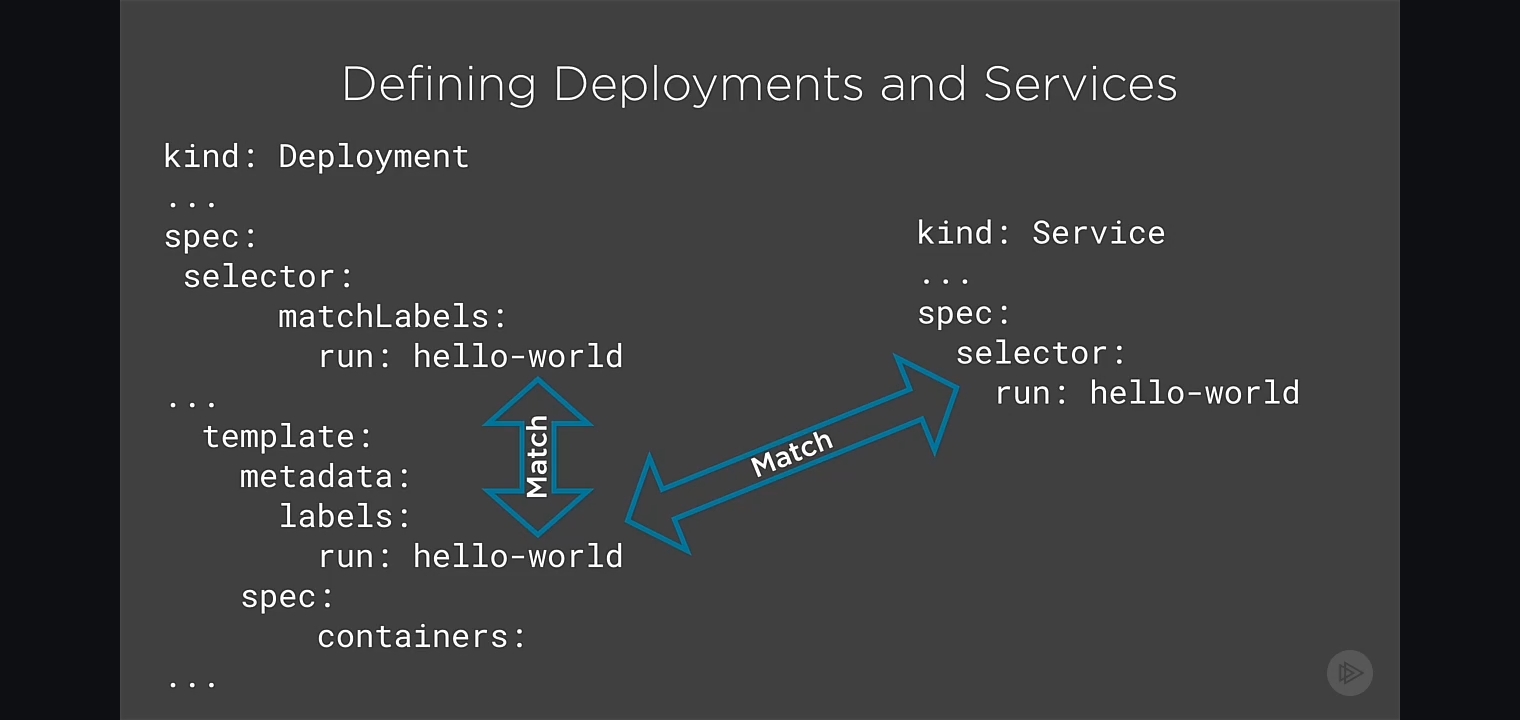 Defining Deployments and Services
kind: Deployment
...
spec:
selector:
matchLabels:
run: hello-world
...
template:
metadata:
labels:
run: hello-world
spec:
containers:
...
Match
Match
kind: Service
...
spec:
selector:
run: hello-world